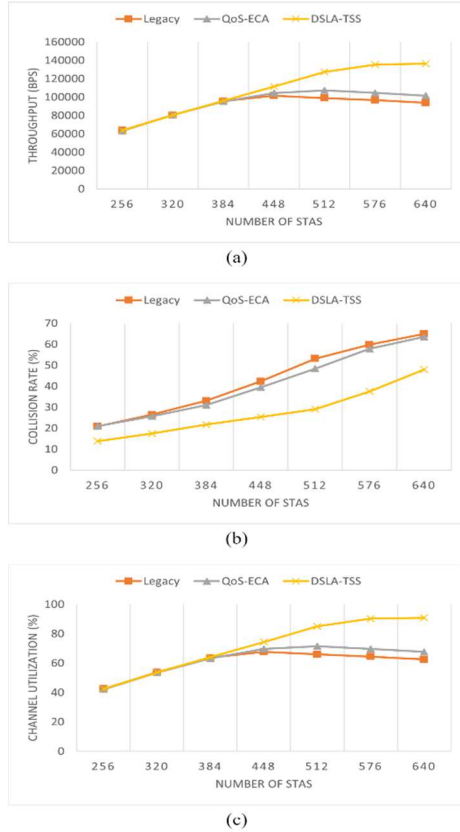 Legacy QoS-ECA DSLA-TSS
160000
140000
120000
100000
80000
60000
40000
20000
0
THROUGHPUT (BPS)
256 320 384 448 512 576 640
NUMBER OF STAS
(a)
Legacy QoS-ECA DSLA-TSS
70
60
50
40
30
20
10
0
COLLISION RATE (%)
256 320 384 448 512 576 640
NUMBER OF STAS
(b)
Legacy QoS-ECA DSLA-TSS
100
80
60
40
20
0
CHANNEL UTILIZATION (%)
256 320 384 448 512 576 640
NUMBER OF STAS
(c)